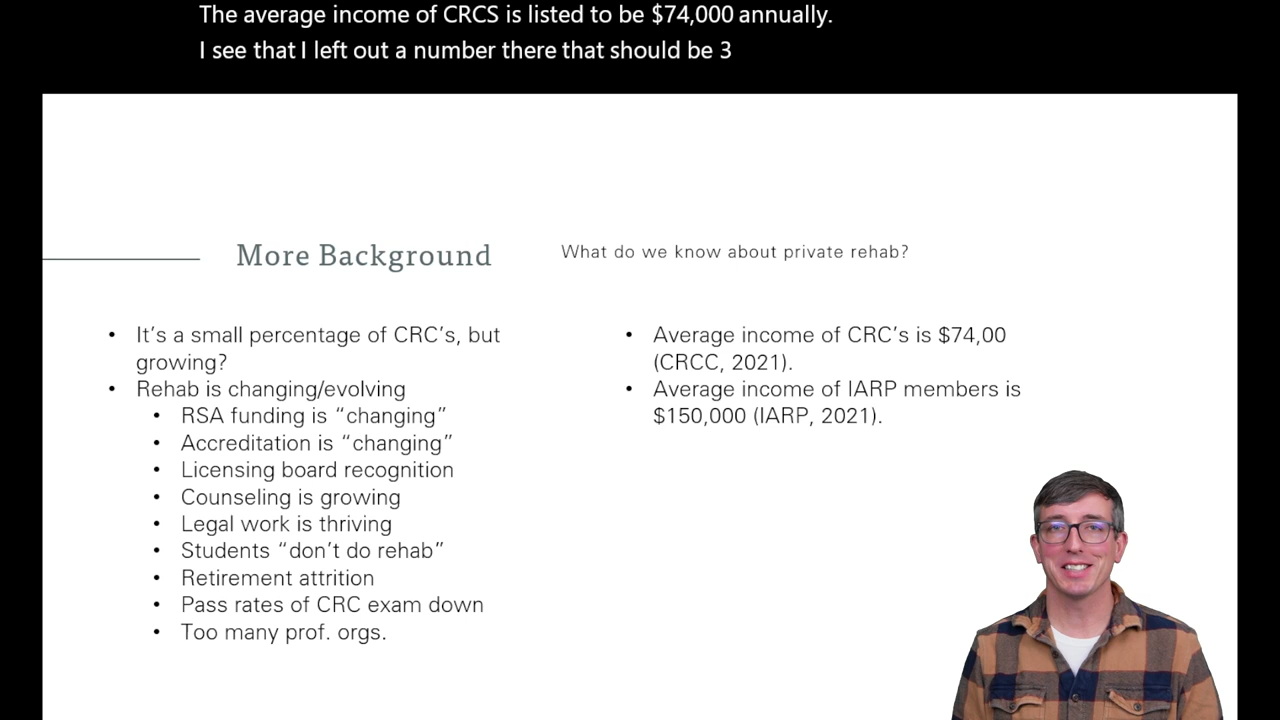 The average income of CRCS is listed to be $74,000 annually.
I see that I left out a number there that should be 3
More Background
What do we know about private rehab?
• It's a small percentage of CRC's, but
growing?
• Rehab is changing/evolving
• RSA funding is “changing”
• Accreditation is “changing”
• Licensing board recognition
• Counseling is growing
• Legal work is thriving
• Students “don't do rehab”
• Retirement attrition
• Pass rates of CRC exam down
• Too many prof. orgs.
• Average income of CRC's is $74,00
(CRCC, 2021).
• Average income of IARP members is
$150,000 (IARP, 2021).